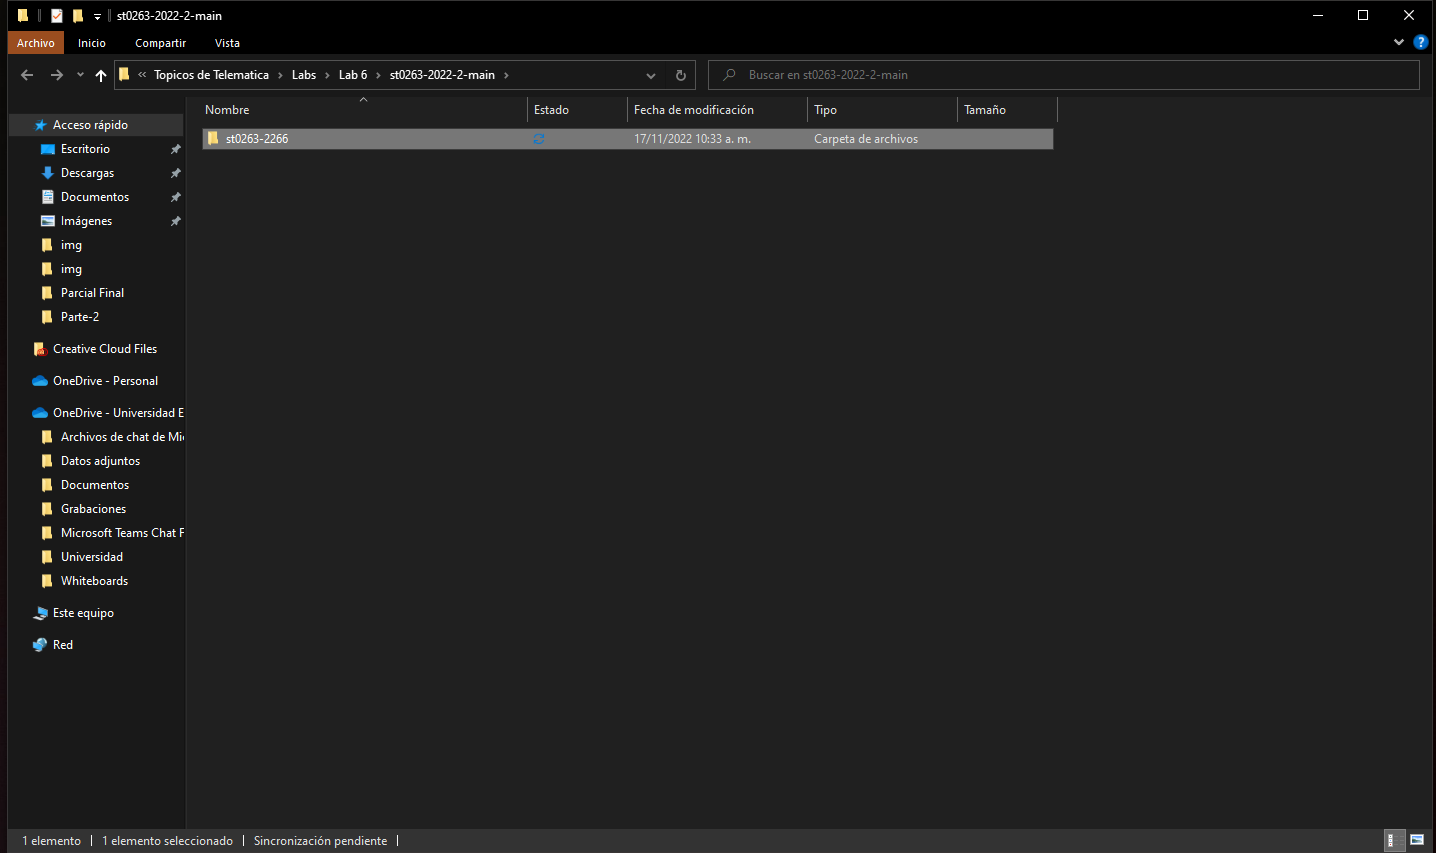 st0263-2022-2-main
Archivo Inicio Compartir Vista
« Topicos de Telematica › Labs › Lab 6 › st0263-2022-2-main ›
Buscar en st0263-2022-2-main
Nombre Estado Fecha de modificación Tipo Tamaño
st0263-2266 17/11/2022 10:33 a. m. Carpeta de archivos
Acceso rápido
Escritorio
Descargas
Documentos
Imágenes
img
img
Parcial Final
Parte-2
Creative Cloud Files
OneDrive - Personal
OneDrive - Universidad E
Archivos de chat de Mi
Datos adjuntos
Documentos
Grabaciones
Microsoft Teams Chat F
Universidad
Whiteboards
Este equipo
Red
1 elemento 1 elemento seleccionado Sincronización pendiente